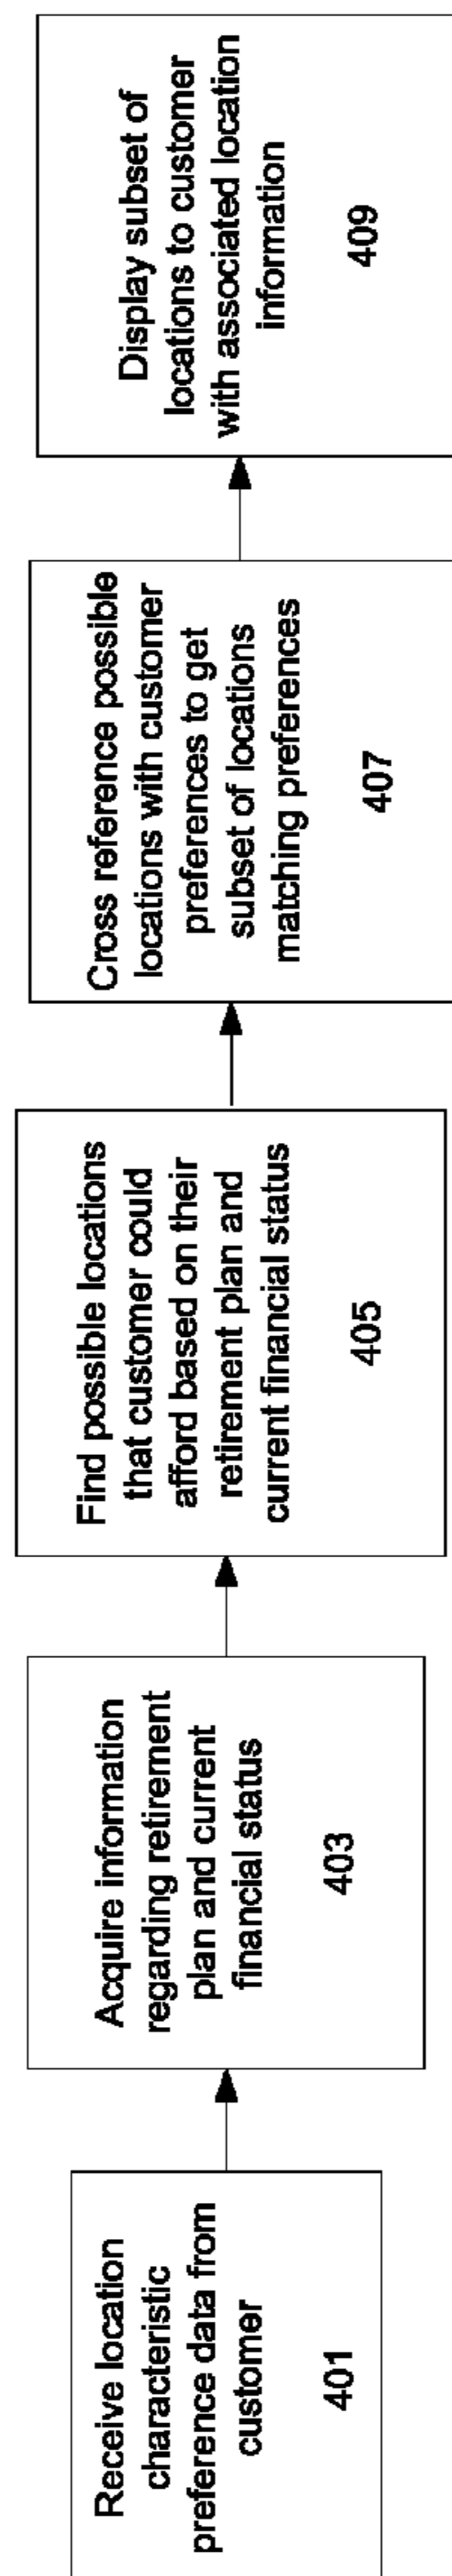 Receive location
characteristic
preference data from
customer
401
Acquire information
regarding retirement
plan and current
financial status
403
Find possible locations
that customer could
afford based on their
retirement plan and
current financial status
405
Cross reference possible
locations with customer
preferences to get
subset of locations
matching preferences
407
Display subset of
locations to customer
with associated location
information
409